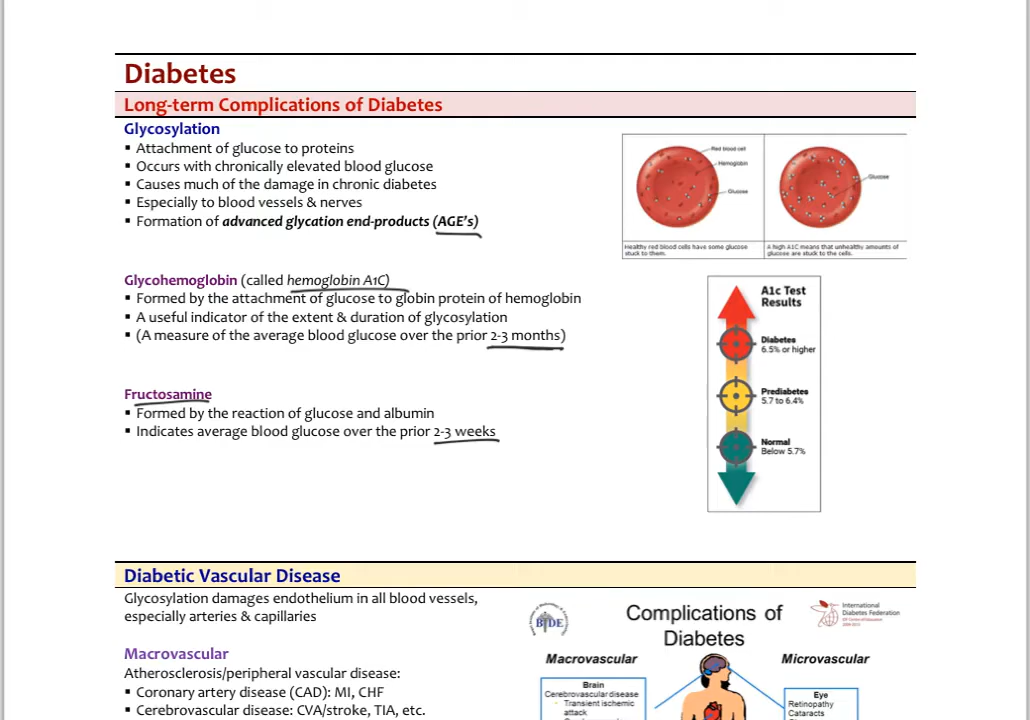 Diabetes
Long-term Complications of Diabetes
Glycosylation
▪ Attachment of glucose to proteins
▪ Occurs with chronically elevated blood glucose
▪ Causes much of the damage in chronic diabetes
▪ Especially to blood vessels & nerves
▪ Formation of advanced glycation end-products (AGE's)
Red blood cell
Hemoglobin
Glucose
Glucose
Healthy red blood cells have some glucose
stuck to them.
A high A1C means that unhealthy amounts of
glucose are stuck to the cells.
Glycohemoglobin (called hemoglobin A1C)
▪ Formed by the attachment of glucose to globin protein of hemoglobin
▪ A useful indicator of the extent & duration of glycosylation
▪ (A measure of the average blood glucose over the prior 2-3 months)
A1c Test
Results
Diabetes
6.5% or higher
Prediabetes
5.7 to 6.4%
Normal
Below 5.7%
Fructosamine
▪ Formed by the reaction of glucose and albumin
▪ Indicates average blood glucose over the prior 2-3 weeks
Diabetic Vascular Disease
Glycosylation damages endothelium in all blood vessels,
especially arteries & capillaries
Macrovascular
Atherosclerosis/peripheral vascular disease:
▪ Coronary artery disease (CAD): MI, CHF
▪ Cerebrovascular disease: CVA/stroke, TIA, etc.
BIDE
Complications of
Diabetes
International
Diabetes Federation
Macrovascular
Microvascular
Brain
Cerebrovascular disease
Transient ischemic
attack
Eye
Retinopathy
Cataracts